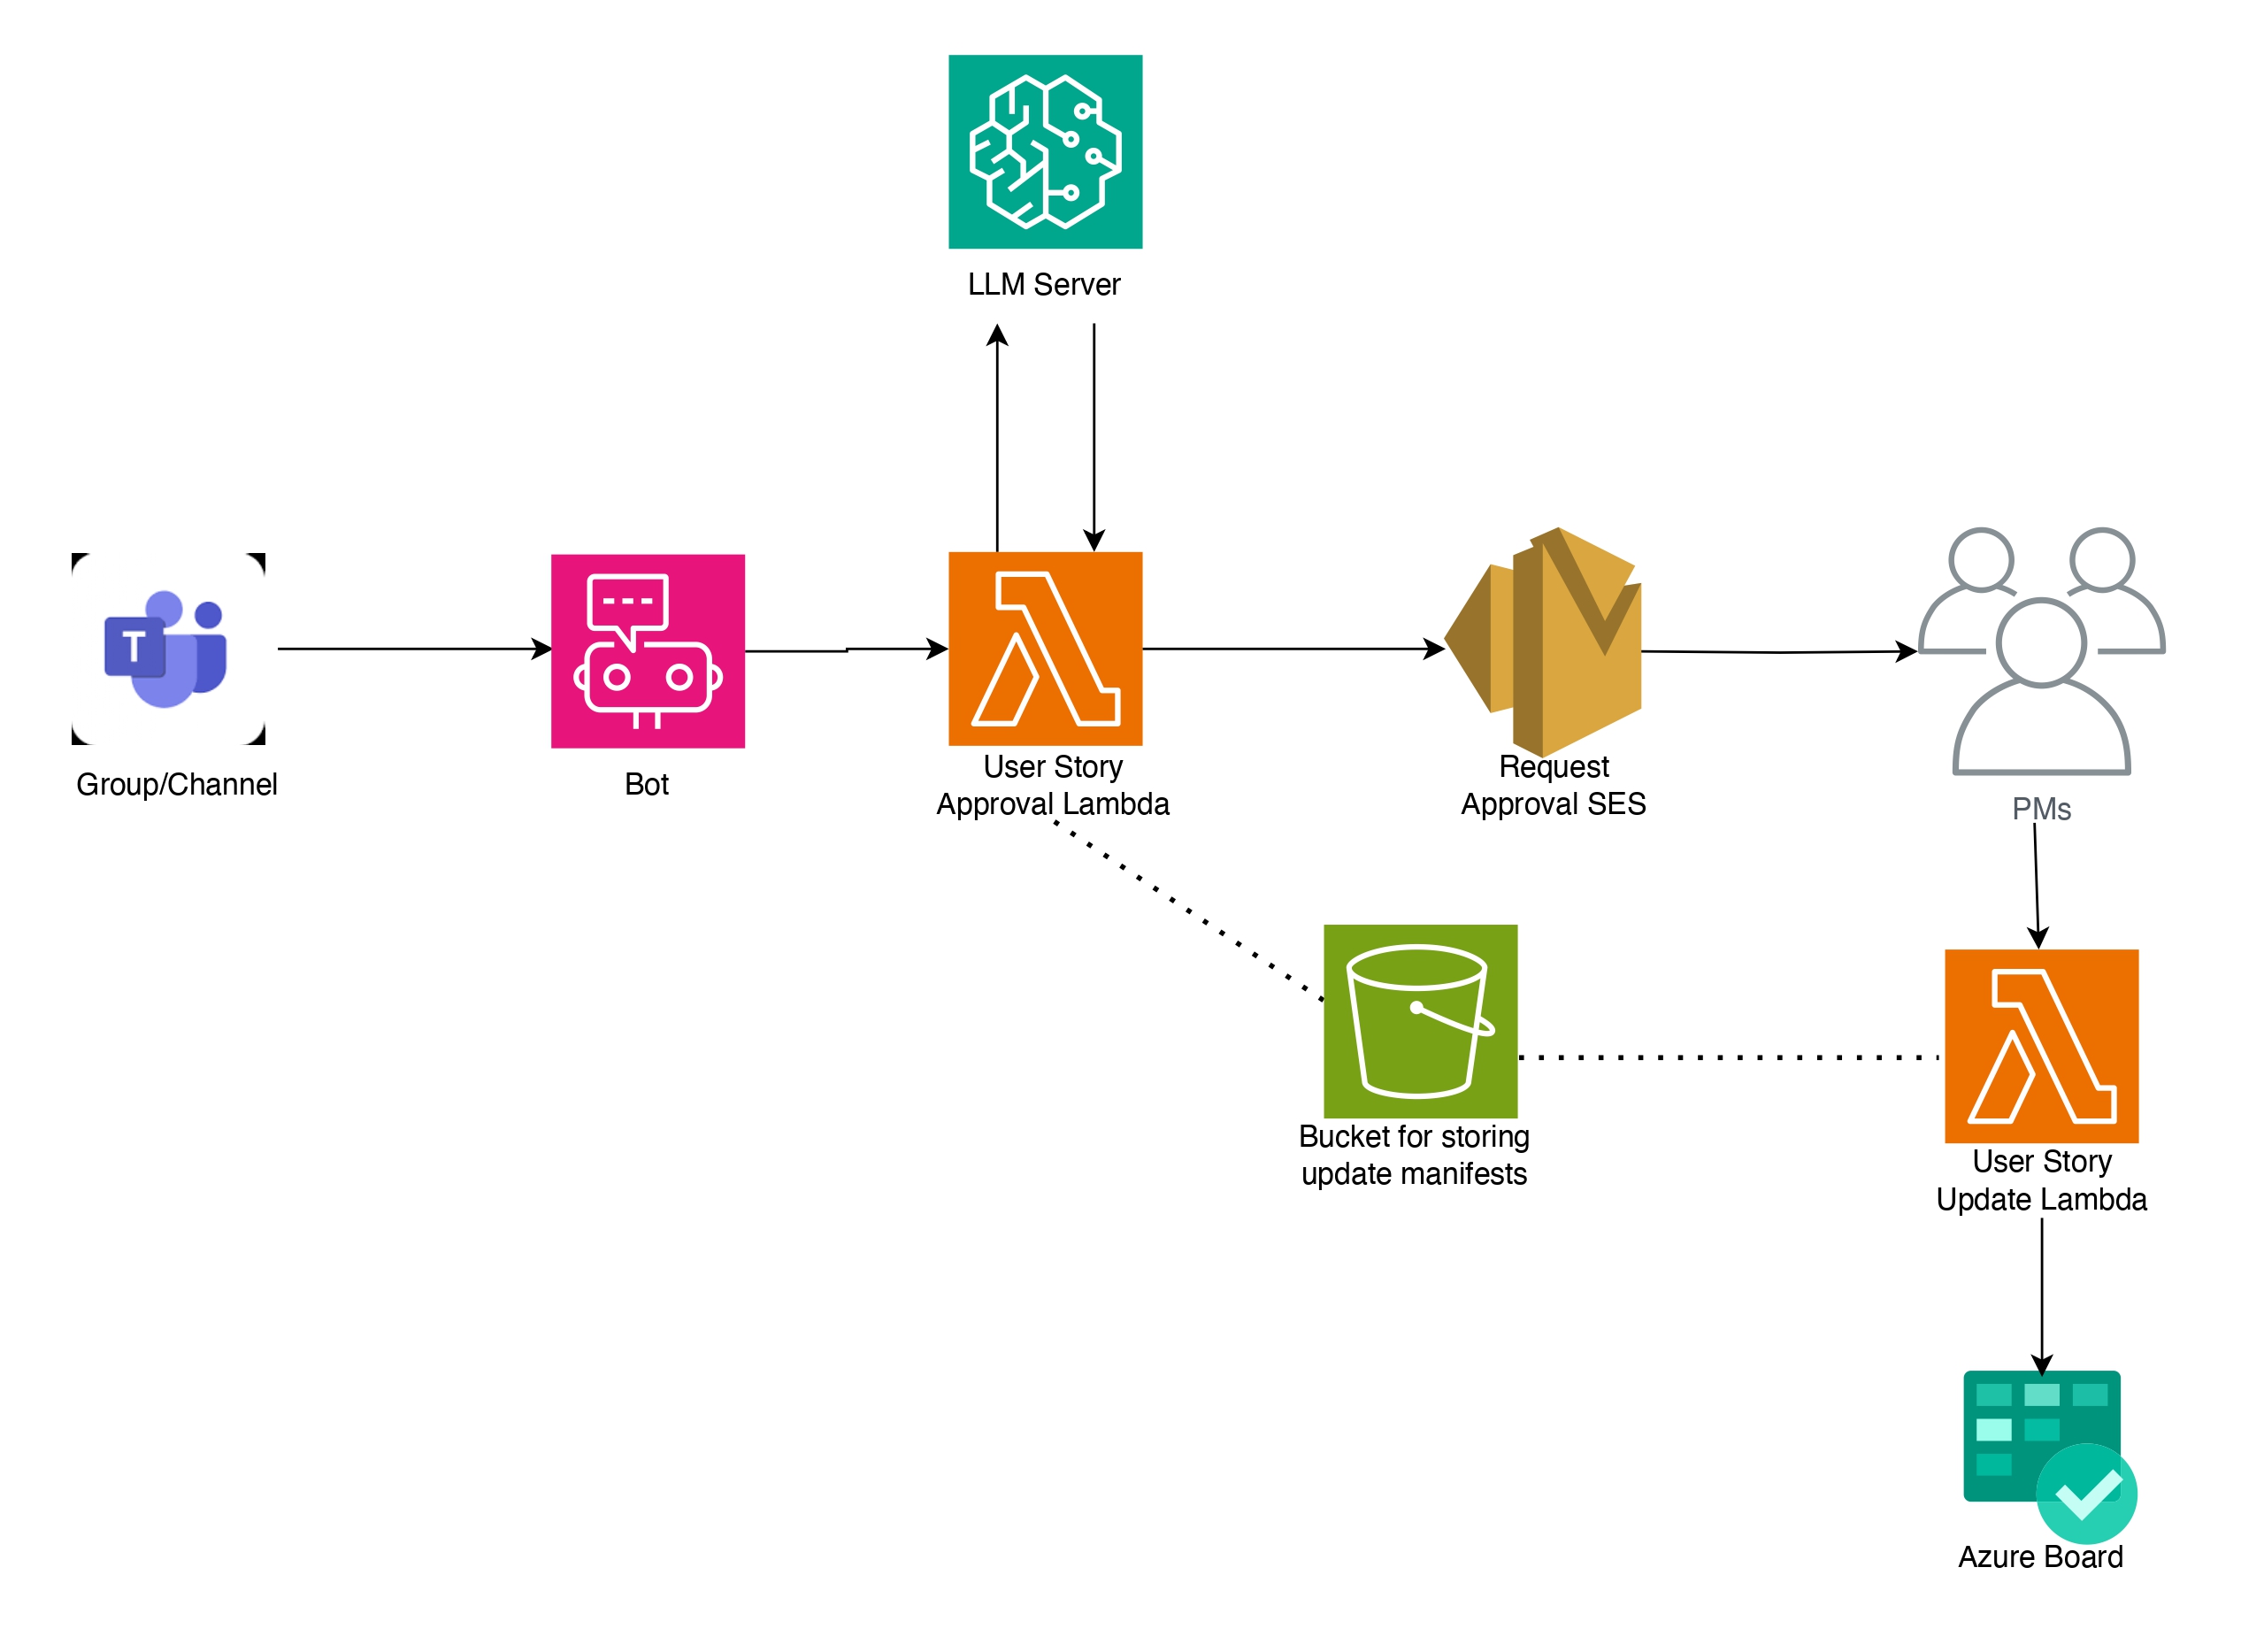 LLM Server
T
Group/Channel
Bot
User Story
Approval Lambda
Request
Approval SES
PMs
Bucket for storing
update manifests
User Story
Update Lambda
Azure Board